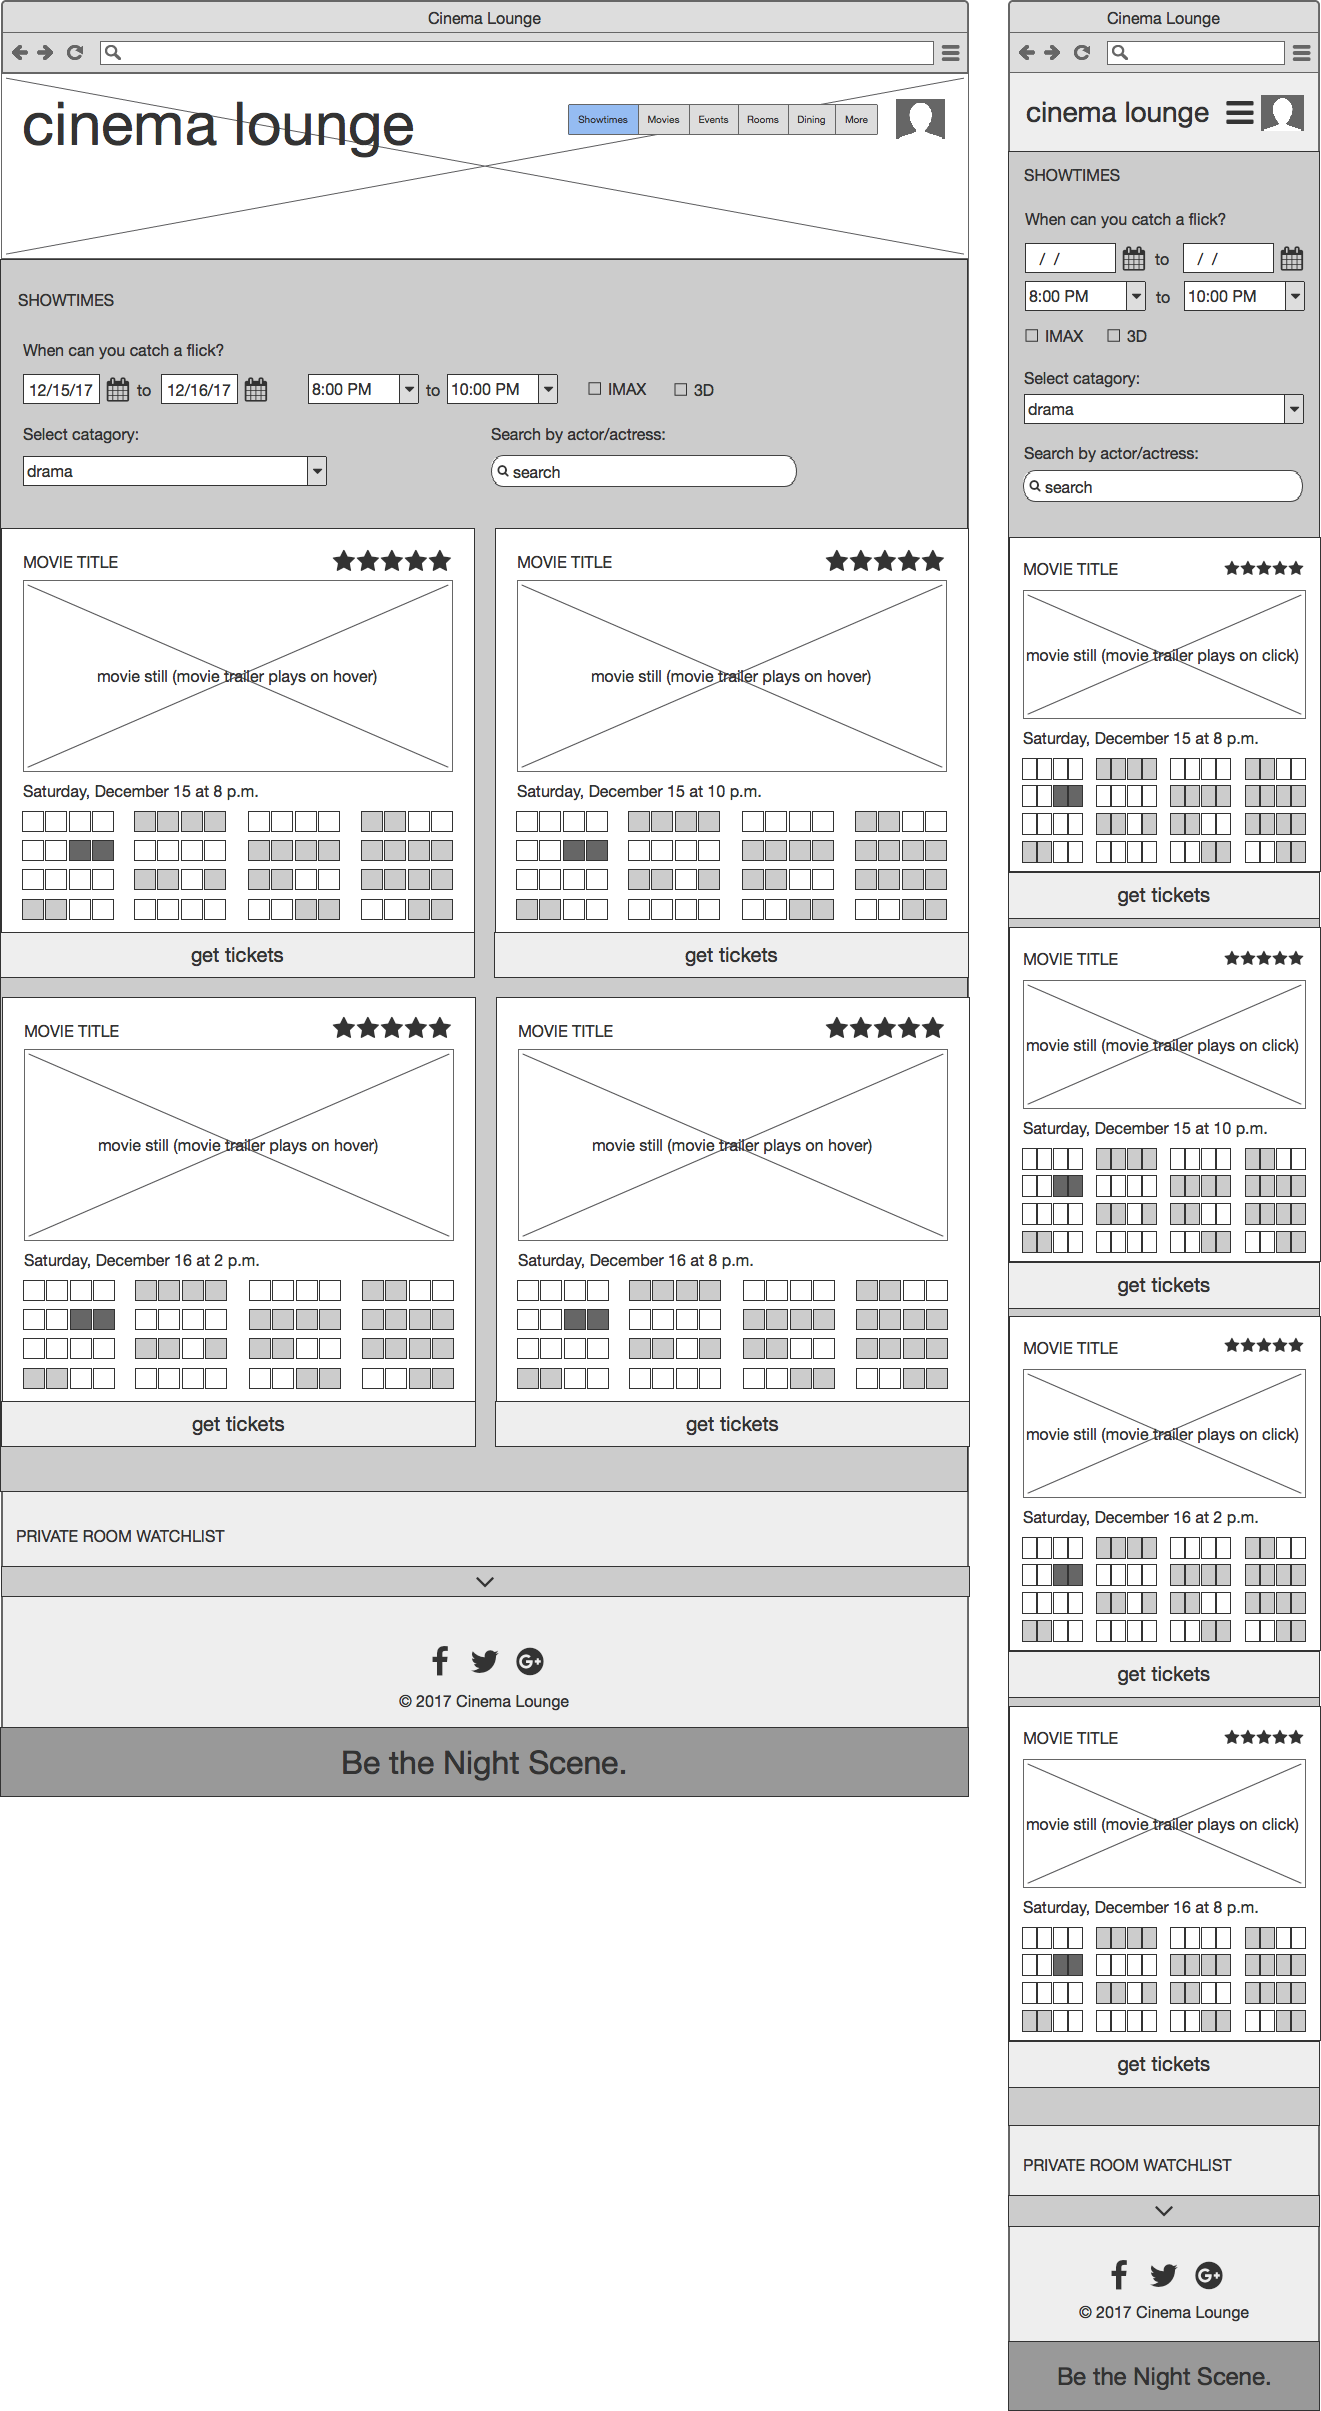 Cinema Lounge
cinema lounge
Showtimes Movies Events Rooms Dining More
SHOWTIMES
When can you catch a flick?
12/15/17 to 12/16/17 8:00 PM to 10:00 PM IMAX 3D
Select catagory: Search by actor/actress:
drama search
MOVIE TITLE MOVIE TITLE
movie still (movie trailer plays on hover) movie still (movie trailer plays on hover)
Saturday, December 15 at 8 p.m. Saturday, December 15 at 10 p.m.
get tickets get tickets
MOVIE TITLE MOVIE TITLE
movie still (movie trailer plays on hover) movie still (movie trailer plays on hover)
Saturday, December 16 at 2 p.m. Saturday, December 16 at 8 p.m.
get tickets get tickets
PRIVATE ROOM WATCHLIST
© 2017 Cinema Lounge
Be the Night Scene.
Cinema Lounge
cinema lounge
SHOWTIMES
When can you catch a flick?
/ / to / /
8:00 PM to 10:00 PM
IMAX 3D
Select catagory:
drama
Search by actor/actress:
search
MOVIE TITLE
movie still (movie trailer plays on click)
Saturday, December 15 at 8 p.m.
get tickets
MOVIE TITLE
movie still (movie trailer plays on click)
Saturday, December 15 at 10 p.m.
get tickets
MOVIE TITLE
movie still (movie trailer plays on click)
Saturday, December 16 at 2 p.m.
get tickets
MOVIE TITLE
movie still (movie trailer plays on click)
Saturday, December 16 at 8 p.m.
get tickets
PRIVATE ROOM WATCHLIST
© 2017 Cinema Lounge
Be the Night Scene.